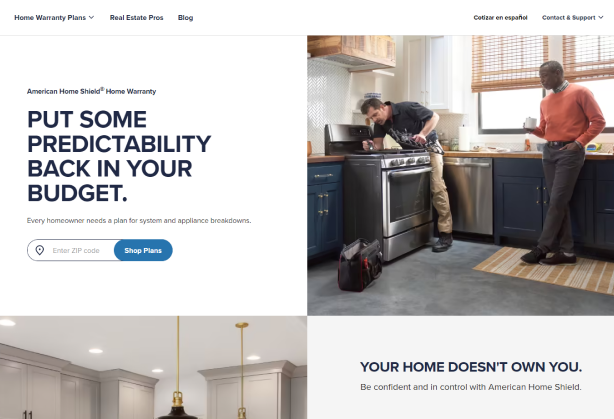 Home Warranty Plans
Real Estate Pros
Blog
Cotizar en español
Contact & Support
American Home Shield® Home Warranty
PUT SOME
PREDICTABILITY
BACK IN YOUR
BUDGET.
Every homeowner needs a plan for system and appliance breakdowns.
Enter ZIP code
Shop Plans
YOUR HOME DOESN'T OWN YOU.
Be confident and in control with American Home Shield.